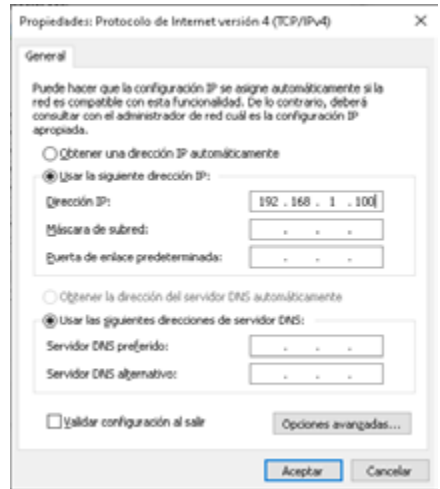 Propiedades: Protocolo de Internet versión 4 (TCP/IPv4)
General
Puede hacer que la configuración IP se asigne automáticamente si la
red es compatible con esta funcionalidad. De lo contrario, deberá
consultar con el administrador de red cuál es la configuración IP
apropiada.
Obtener una dirección IP automáticamente
Usar la siguiente dirección IP:
Dirección IP: 192 . 168 . 1 . 100
Máscara de subred: . . .
Puerta de enlace predeterminada: . . .
Obtener la dirección del servidor DNS automáticamente
Usar las siguientes direcciones de servidor DNS:
Servidor DNS preferido: . . .
Servidor DNS alternativo: . . .
Validar configuración al salir
Opciones avanzadas...
Aceptar Cancelar